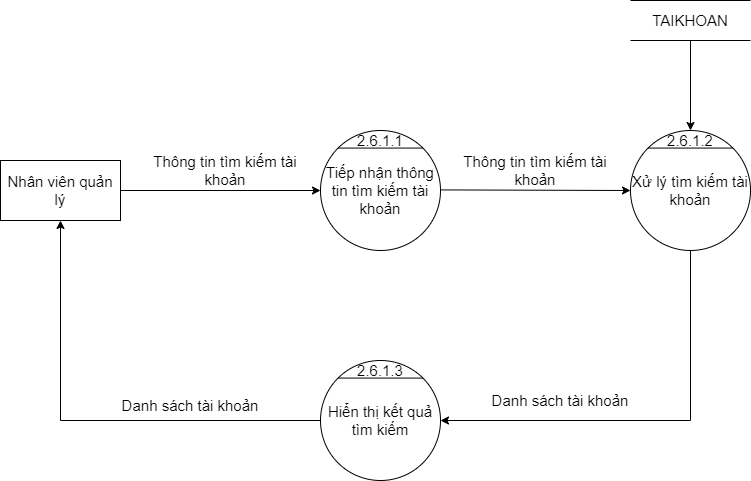 TAIKHOAN
2.6.1.1
2.6.1.2
Thông tin tìm kiếm tài
khoản
Thông tin tìm kiếm tài
khoản
Nhân viên quản
lý
Tiếp nhận thông
tin tìm kiếm tài
khoản
Xử lý tìm kiếm tài
khoản
2.6.1.3
Danh sách tài khoản
Hiển thị kết quả
tìm kiếm
Danh sách tài khoản